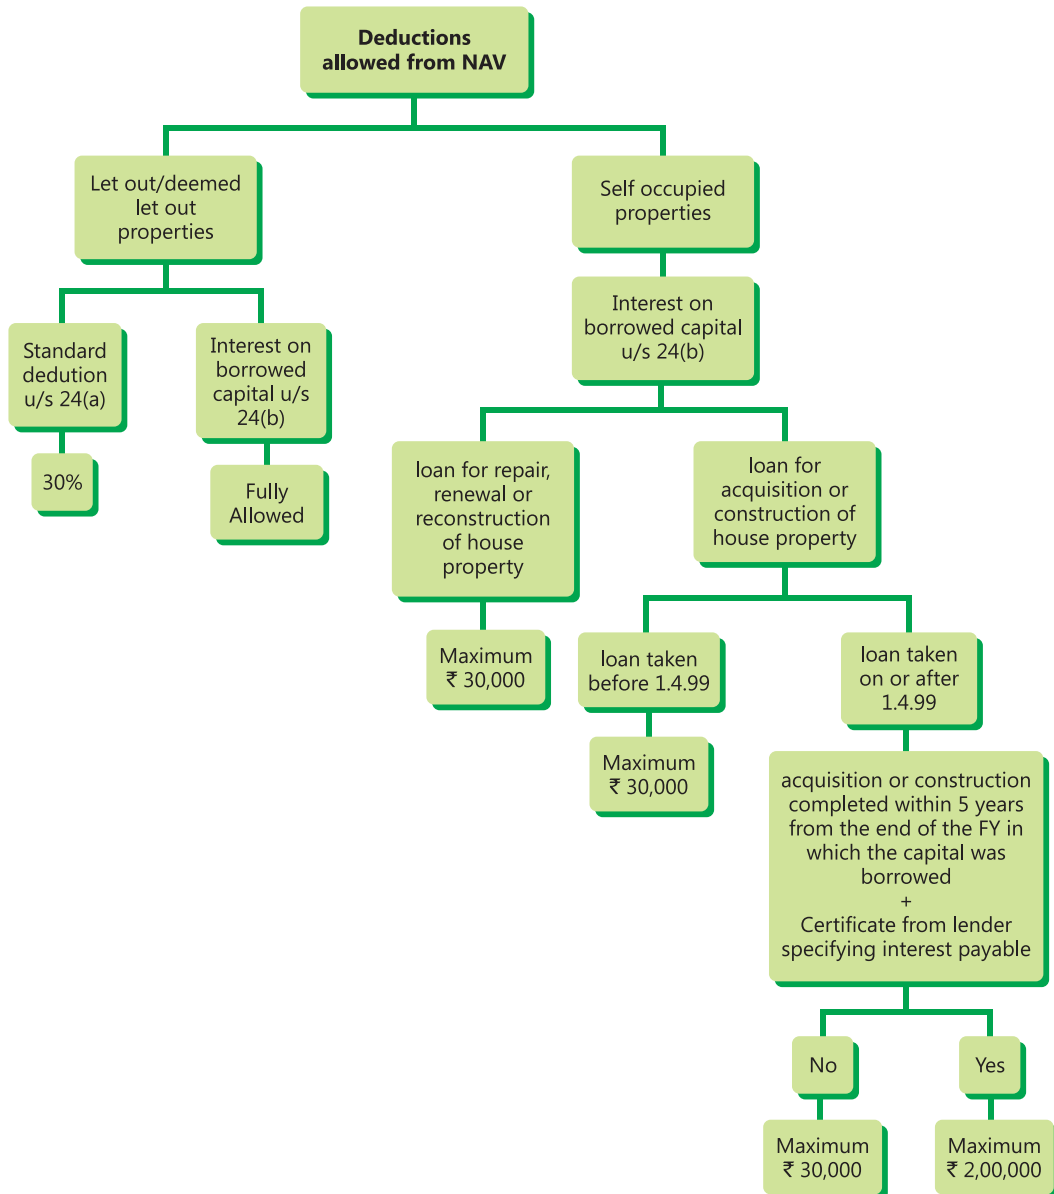 Deductions
allowed from NAV
Let out/deemed
let out
properties
Self occupied
properties
Standard
dedution
u/s 24(a)
Interest on
borrowed
capital u/s
24(b)
Interest on
borrowed capital
u/s 24(b)
30%
Fully
Allowed
loan for repair,
renewal or
reconstruction
of house
property
loan for
acquisition or
construction of
house property
Maximum
₹ 30,000
loan taken
before 1.4.99
loan taken
on or after
1.4.99
Maximum
₹ 30,000
acquisition or construction
completed within 5 years
from the end of the FY in
which the capital was
borrowed
+
Certificate from lender
specifying interest payable
No
Yes
Maximum
₹ 30,000
Maximum
₹ 2,00,000